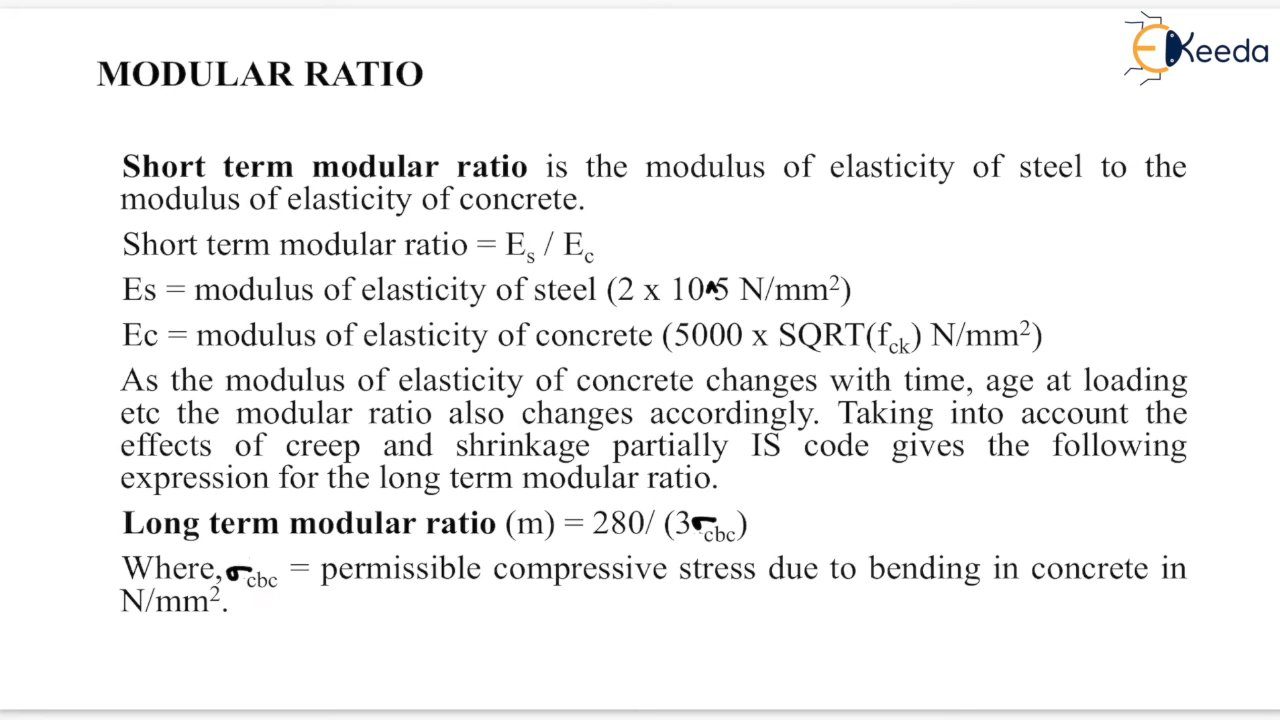 EKeeda
MODULAR RATIO
Short term modular ratio is the modulus of elasticity of steel to the
modulus of elasticity of concrete.
Short term modular ratio = Es / Ec
Es = modulus of elasticity of steel (2 x 10^5 N/mm²)
Ec = modulus of elasticity of concrete (5000 x SQRT(fck) N/mm²)
As the modulus of elasticity of concrete changes with time, age at loading
etc the modular ratio also changes accordingly. Taking into account the
effects of creep and shrinkage partially IS code gives the following
expression for the long term modular ratio.
Long term modular ratio (m) = 280/ (3σcbc)
Where, σcbc = permissible compressive stress due to bending in concrete in
N/mm².